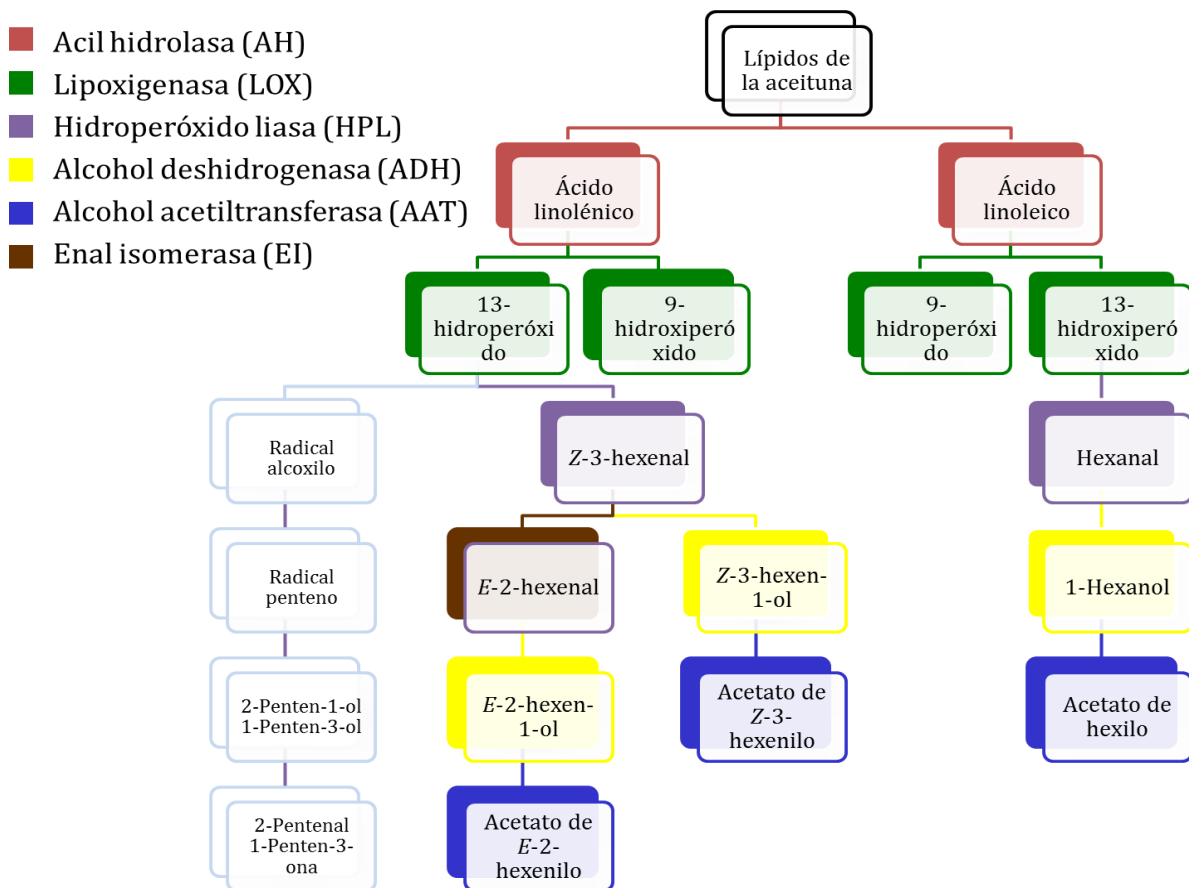 Acil hidrolasa (AH)
Lipoxigenasa (LOX)
Hidroperóxido liasa (HPL)
Alcohol deshidrogenasa (ADH)
Alcohol acetiltransferasa (AAT)
Enal isomerasa (EI)
Lípidos de
la aceituna
Ácido
linolénico
Ácido
linoleico
13-
hidroperóxi
do
9-
hidroxiperó
xido
9-
hidroperóxi
do
13-
hidroxiperó
xido
Radical
alcoxilo
Z-3-hexenal
Hexanal
Radical
penteno
E-2-hexenal
Z-3-hexen-
1-ol
1-Hexanol
2-Penten-1-ol
1-Penten-3-ol
E-2-hexen-
1-ol
Acetato de
Z-3-
hexenilo
Acetato de
hexilo
2-Pentenal
1-Penten-3-
ona
Acetato de
E-2-
hexenilo